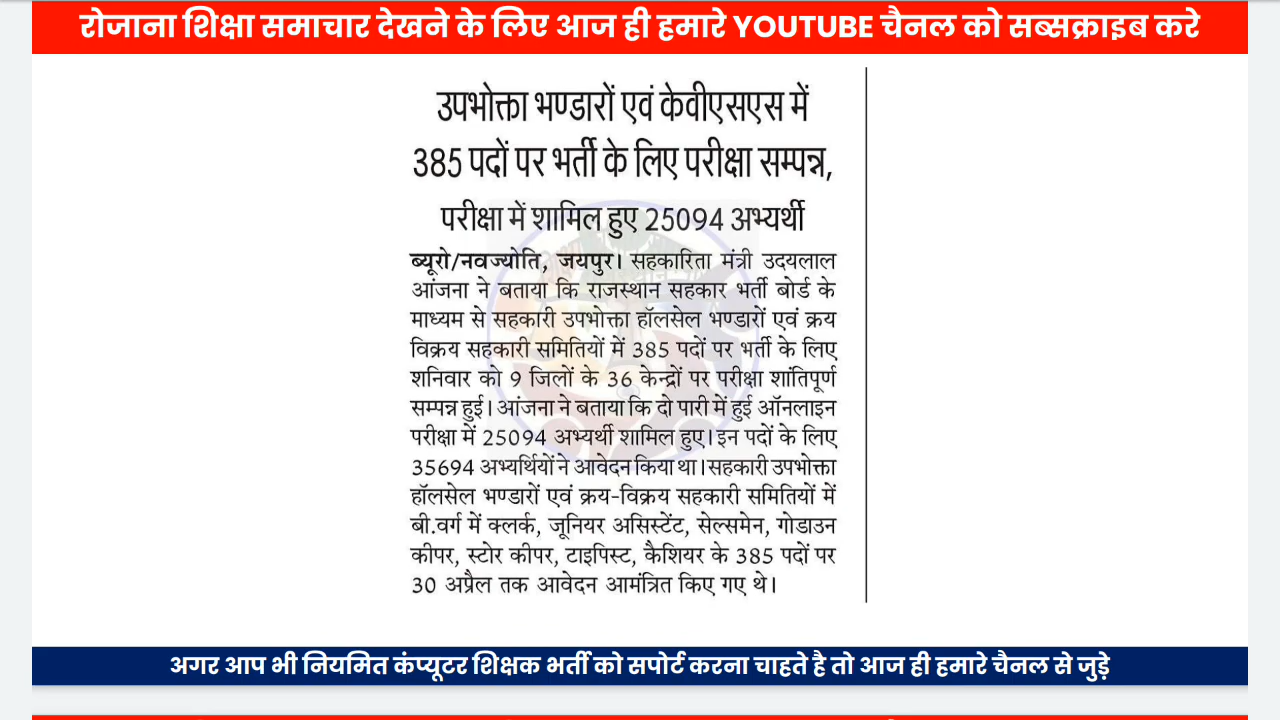 रोजाना शिक्षा समाचार देखने के लिए आज ही हमारे YOUTUBE चैनल को सब्सक्राइब करे
उपभोक्ता भण्डारों एवं केवीएसएस में
385 पदों पर भर्ती के लिए परीक्षा सम्पन्न,
परीक्षा में शामिल हुए 25094 अभ्यर्थी
ब्यूरो/नवज्योति, जयपुर। सहकारिता मंत्री उदयलाल
आंजना ने बताया कि राजस्थान सहकार भर्ती बोर्ड के
माध्यम से सहकारी उपभोक्ता हॉलसेल भण्डारों एवं क्रय
विक्रय सहकारी समितियों में 385 पदों पर भर्ती के लिए
शनिवार को 9 जिलों के 36 केन्द्रों पर परीक्षा शांतिपूर्ण
सम्पन्न हुई। आंजना ने बताया कि दो पारी में हुई ऑनलाइन
परीक्षा में 25094 अभ्यर्थी शामिल हुए। इन पदों के लिए
35694 अभ्यर्थियों ने आवेदन किया था। सहकारी उपभोक्ता
हॉलसेल भण्डारों एवं क्रय-विक्रय सहकारी समितियों में
बी.वर्ग में क्लर्क, जूनियर असिस्टेंट, सेल्समेन, गोडाउन
कीपर, स्टोर कीपर, टाइपिस्ट, कैशियर के 385 पदों पर
30 अप्रैल तक आवेदन आमंत्रित किए गए थे।
अगर आप भी नियमित कंप्यूटर शिक्षक भर्ती को सपोर्ट करना चाहते है तो आज ही हमारे चैनल से जुड़े